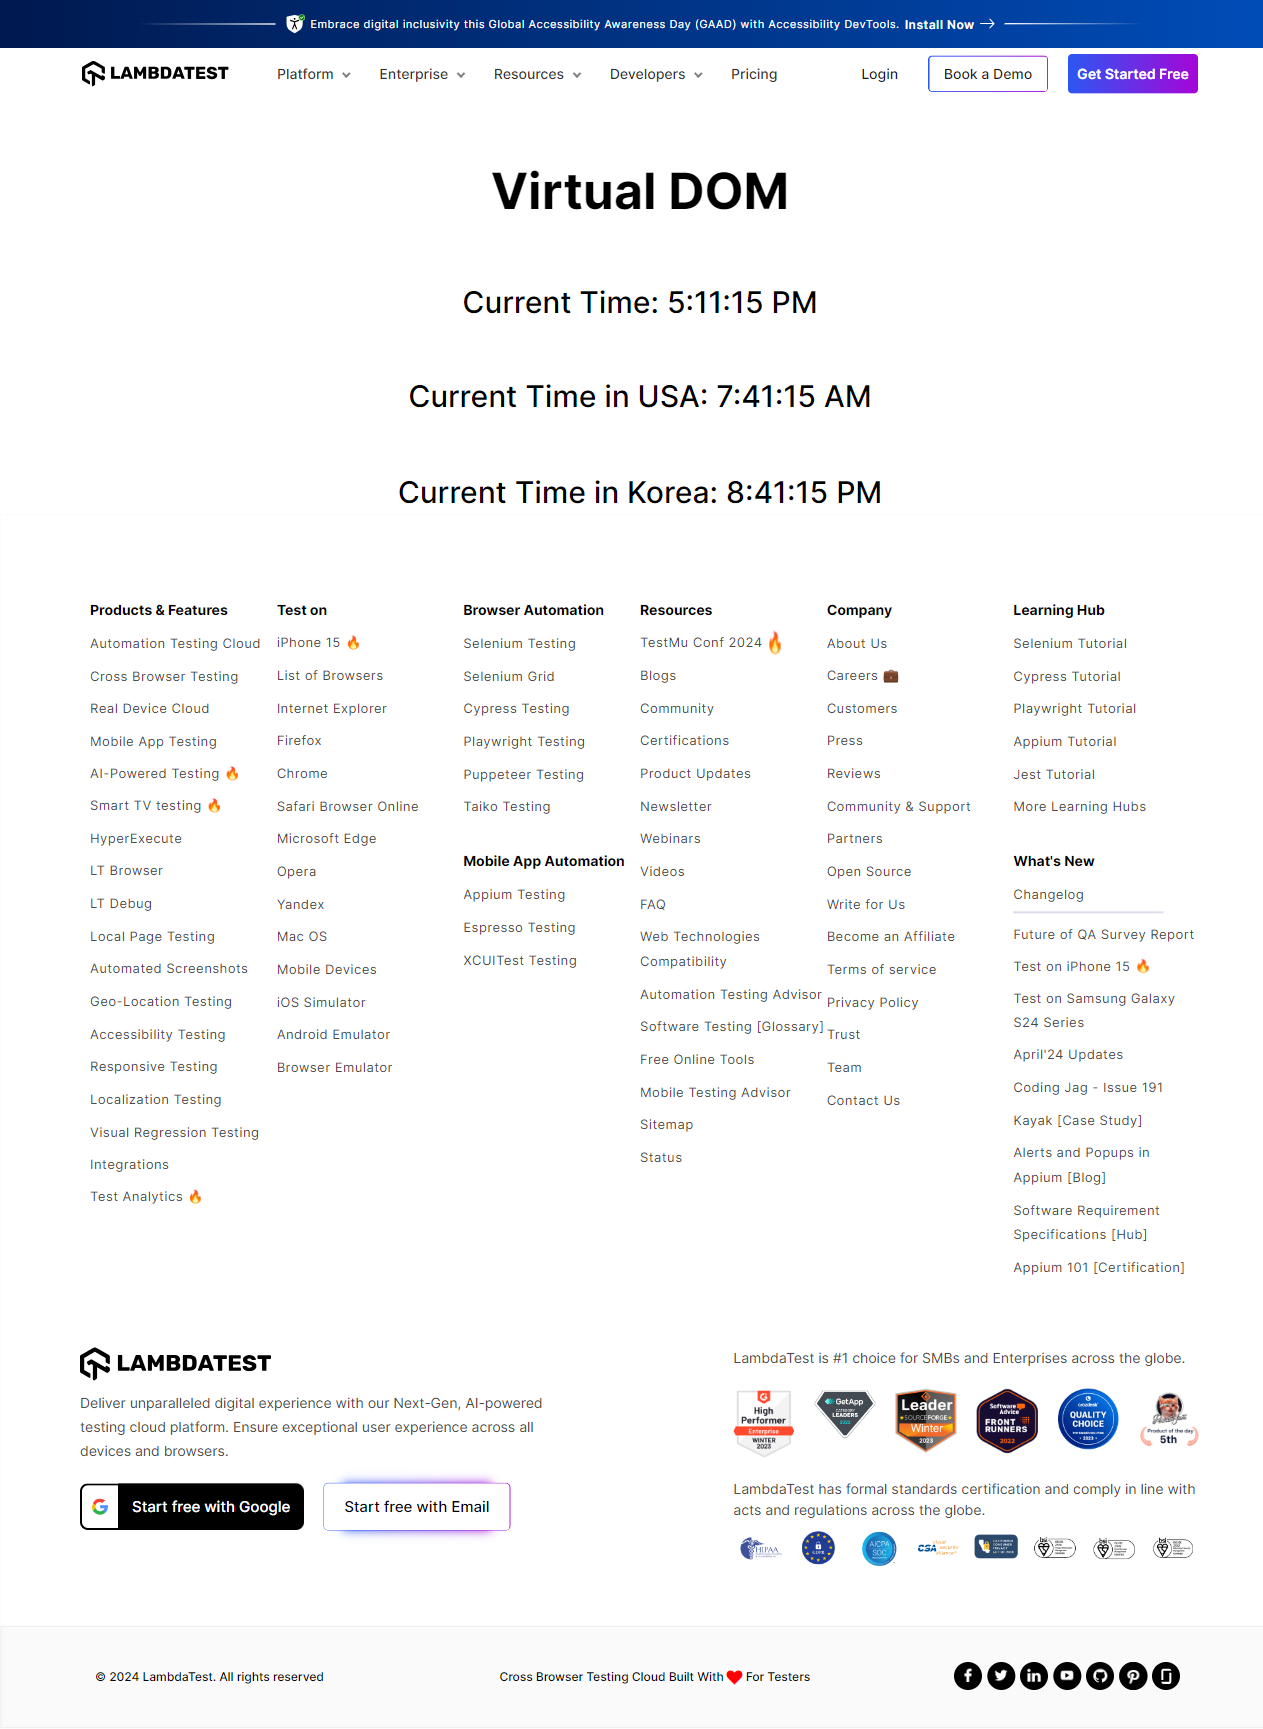 Embrace digital inclusivity this Global Accessibility Awareness Day (GAAD) with Accessibility DevTools. Install Now
LAMBDATEST Platform Enterprise Resources Developers Pricing Login Book a Demo Get Started Free
Virtual DOM
Current Time: 5:11:15 PM
Current Time in USA: 7:41:15 AM
Current Time in Korea: 8:41:15 PM
Products & Features
Automation Testing Cloud
Cross Browser Testing
Real Device Cloud
Mobile App Testing
AI-Powered Testing 🔥
Smart TV testing 🔥
HyperExecute
LT Browser
LT Debug
Local Page Testing
Automated Screenshots
Geo-Location Testing
Accessibility Testing
Responsive Testing
Localization Testing
Visual Regression Testing
Integrations
Test Analytics 🔥
Test on
iPhone 15 🔥
List of Browsers
Internet Explorer
Firefox
Chrome
Safari Browser Online
Microsoft Edge
Opera
Yandex
Mac OS
Mobile Devices
iOS Simulator
Android Emulator
Browser Emulator
Browser Automation
Selenium Testing
Selenium Grid
Cypress Testing
Playwright Testing
Puppeteer Testing
Taiko Testing
Mobile App Automation
Appium Testing
Espresso Testing
XCUITest Testing
Resources
TestMu Conf 2024 🔥
Blogs
Community
Certifications
Product Updates
Newsletter
Webinars
Videos
FAQ
Web Technologies
Compatibility
Automation Testing Advisor
Software Testing [Glossary]
Free Online Tools
Mobile Testing Advisor
Sitemap
Status
Company
About Us
Careers 💼
Customers
Press
Reviews
Community & Support
Partners
Open Source
Write for Us
Become an Affiliate
Terms of service
Privacy Policy
Trust
Team
Contact Us
Learning Hub
Selenium Tutorial
Cypress Tutorial
Playwright Tutorial
Appium Tutorial
Jest Tutorial
More Learning Hubs
What's New
Changelog
Future of QA Survey Report
Test on iPhone 15 🔥
Test on Samsung Galaxy
S24 Series
April'24 Updates
Coding Jag - Issue 191
Kayak [Case Study]
Alerts and Popups in
Appium [Blog]
Software Requirement
Specifications [Hub]
Appium 101 [Certification]
LAMBDATEST
Deliver unparalleled digital experience with our Next-Gen, AI-powered
testing cloud platform. Ensure exceptional user experience across all
devices and browsers.
Start free with Google
Start free with Email
LambdaTest is #1 choice for SMBs and Enterprises across the globe.
High
Performer
Enterprise
WINTER
2023
GetApp
CATEGORY
LEADERS
Leader
SOURCEFORGE
Winter
2023
Software
Advice
FRONT
RUNNERS
2022
crozdesk
QUALITY
CHOICE
2023
Product of the day
5th
LambdaTest has formal standards certification and comply in line with
acts and regulations across the globe.
HIPAA
GDPR
AICPA
SOC
CSA
© 2024 LambdaTest. All rights reserved
Cross Browser Testing Cloud Built With ❤ For Testers